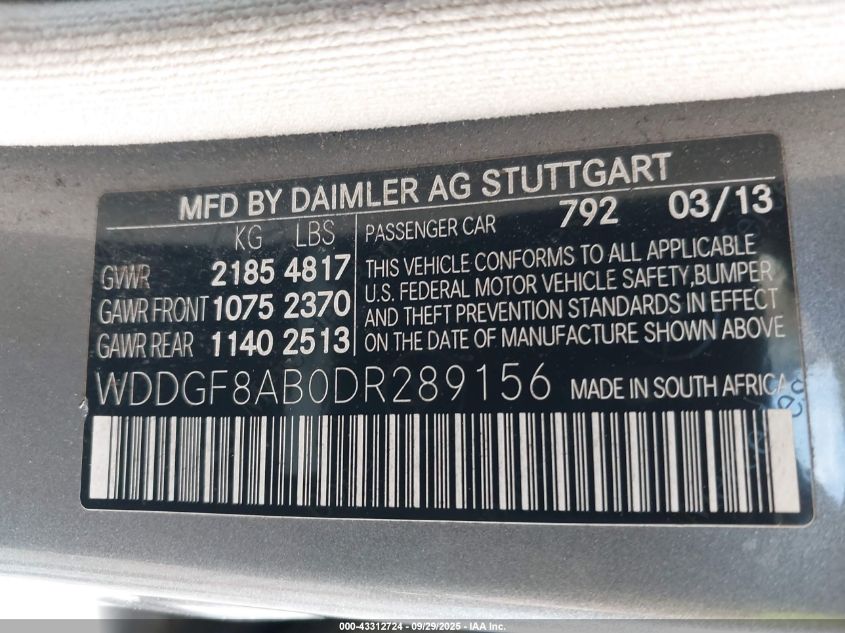 MFD BY DAIMLER AG STUTTGART
KG LBS
GVWR 2185 4817
GAWR FRONT 1075 2370
GAWR REAR 1140 2513
PASSENGER CAR 792 03/13
THIS VEHICLE CONFORMS TO ALL APPLICABLE
U.S. FEDERAL MOTOR VEHICLE SAFETY,BUMPER
AND THEFT PREVENTION STANDARDS IN EFFECT
ON THE DATE OF MANUFACTURE SHOWN ABOVE
WDDGF8AB0DR289156 MADE IN SOUTH AFRICA
000-43312724 | 09/29/2025 | IAA Inc.